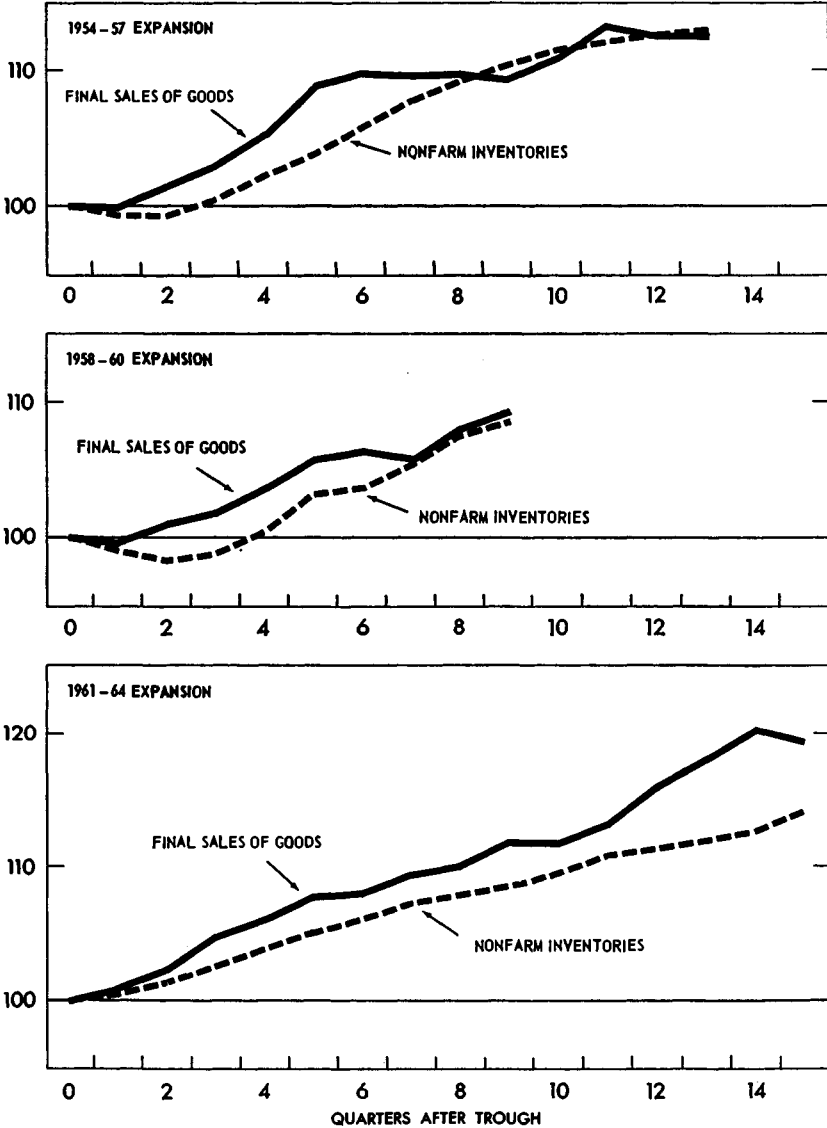 1954–57 EXPANSION
110
FINAL SALES OF GOODS
NONFARM INVENTORIES
100
0 2 4 6 8 10 12 14
1958–60 EXPANSION
110
FINAL SALES OF GOODS
NONFARM INVENTORIES
100
0 2 4 6 8 10 12 14
1961–64 EXPANSION
120
FINAL SALES OF GOODS
110
NONFARM INVENTORIES
100
0 2 4 6 8 10 12 14
QUARTERS AFTER TROUGH